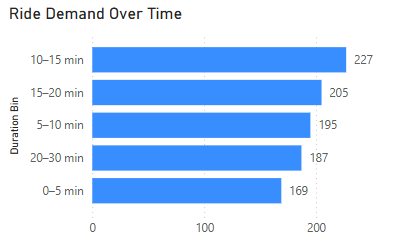 Ride Demand Over Time
Duration Bin
10–15 min 227
15–20 min 205
5–10 min 195
20–30 min 187
0–5 min 169
0 100 200